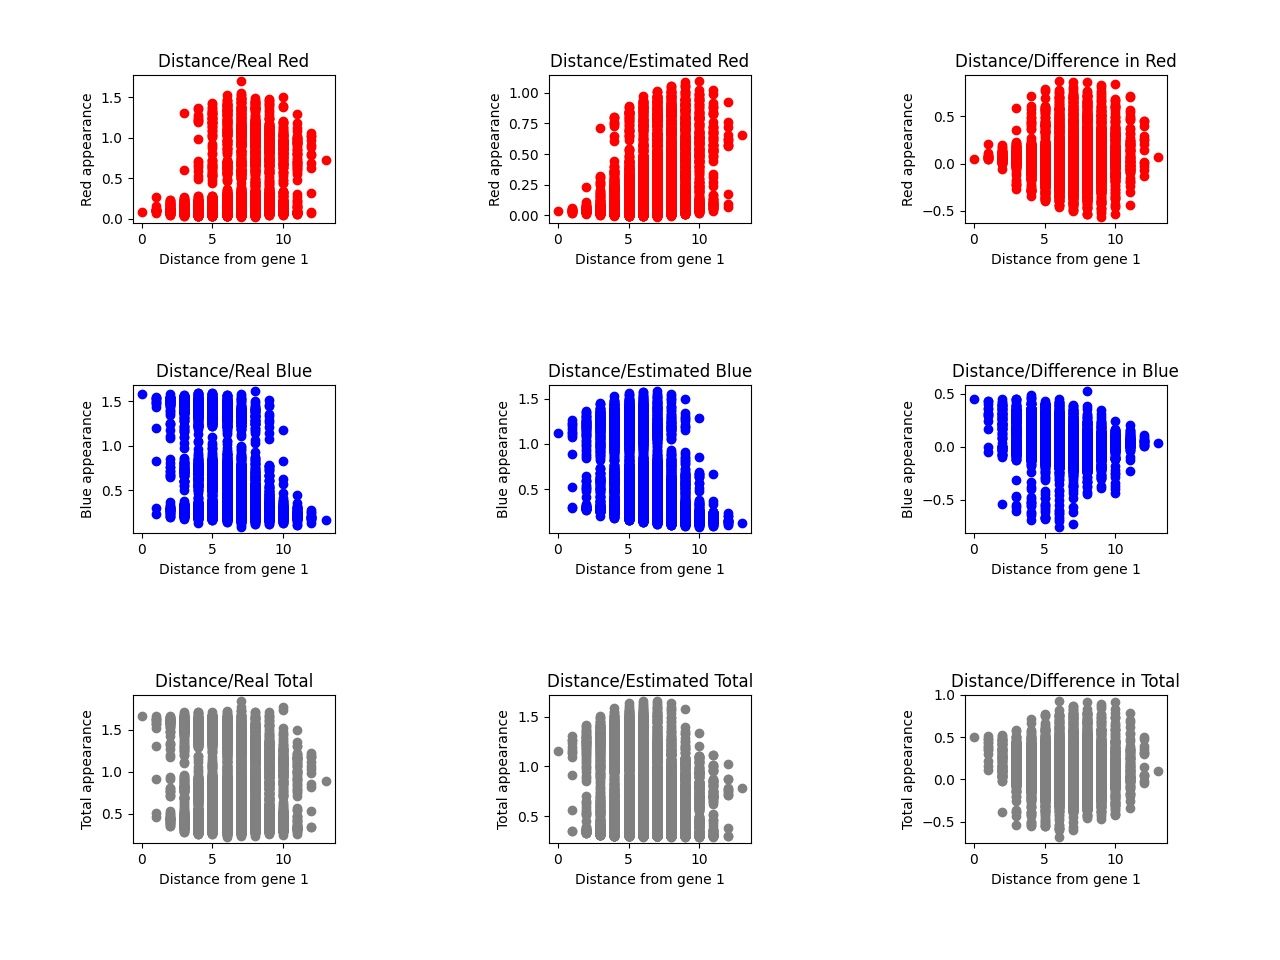 Distance/Real Red
Distance/Estimated Red
Distance/Difference in Red
Red appearance
1.5
1.0
0.5
0.0
0
5
10
Distance from gene 1
Red appearance
1.00
0.75
0.50
0.25
0.00
0
5
10
Distance from gene 1
Red appearance
0.5
0.0
−0.5
0
5
10
Distance from gene 1
Distance/Real Blue
Distance/Estimated Blue
Distance/Difference in Blue
Blue appearance
1.5
1.0
0.5
0
5
10
Distance from gene 1
Blue appearance
1.5
1.0
0.5
0
5
10
Distance from gene 1
Blue appearance
0.5
0.0
−0.5
0
5
10
Distance from gene 1
Distance/Real Total
Distance/Estimated Total
Distance/Difference in Total
Total appearance
1.5
1.0
0.5
0
5
10
Distance from gene 1
Total appearance
1.5
1.0
0.5
0
5
10
Distance from gene 1
Total appearance
1.0
0.5
0.0
−0.5
0
5
10
Distance from gene 1